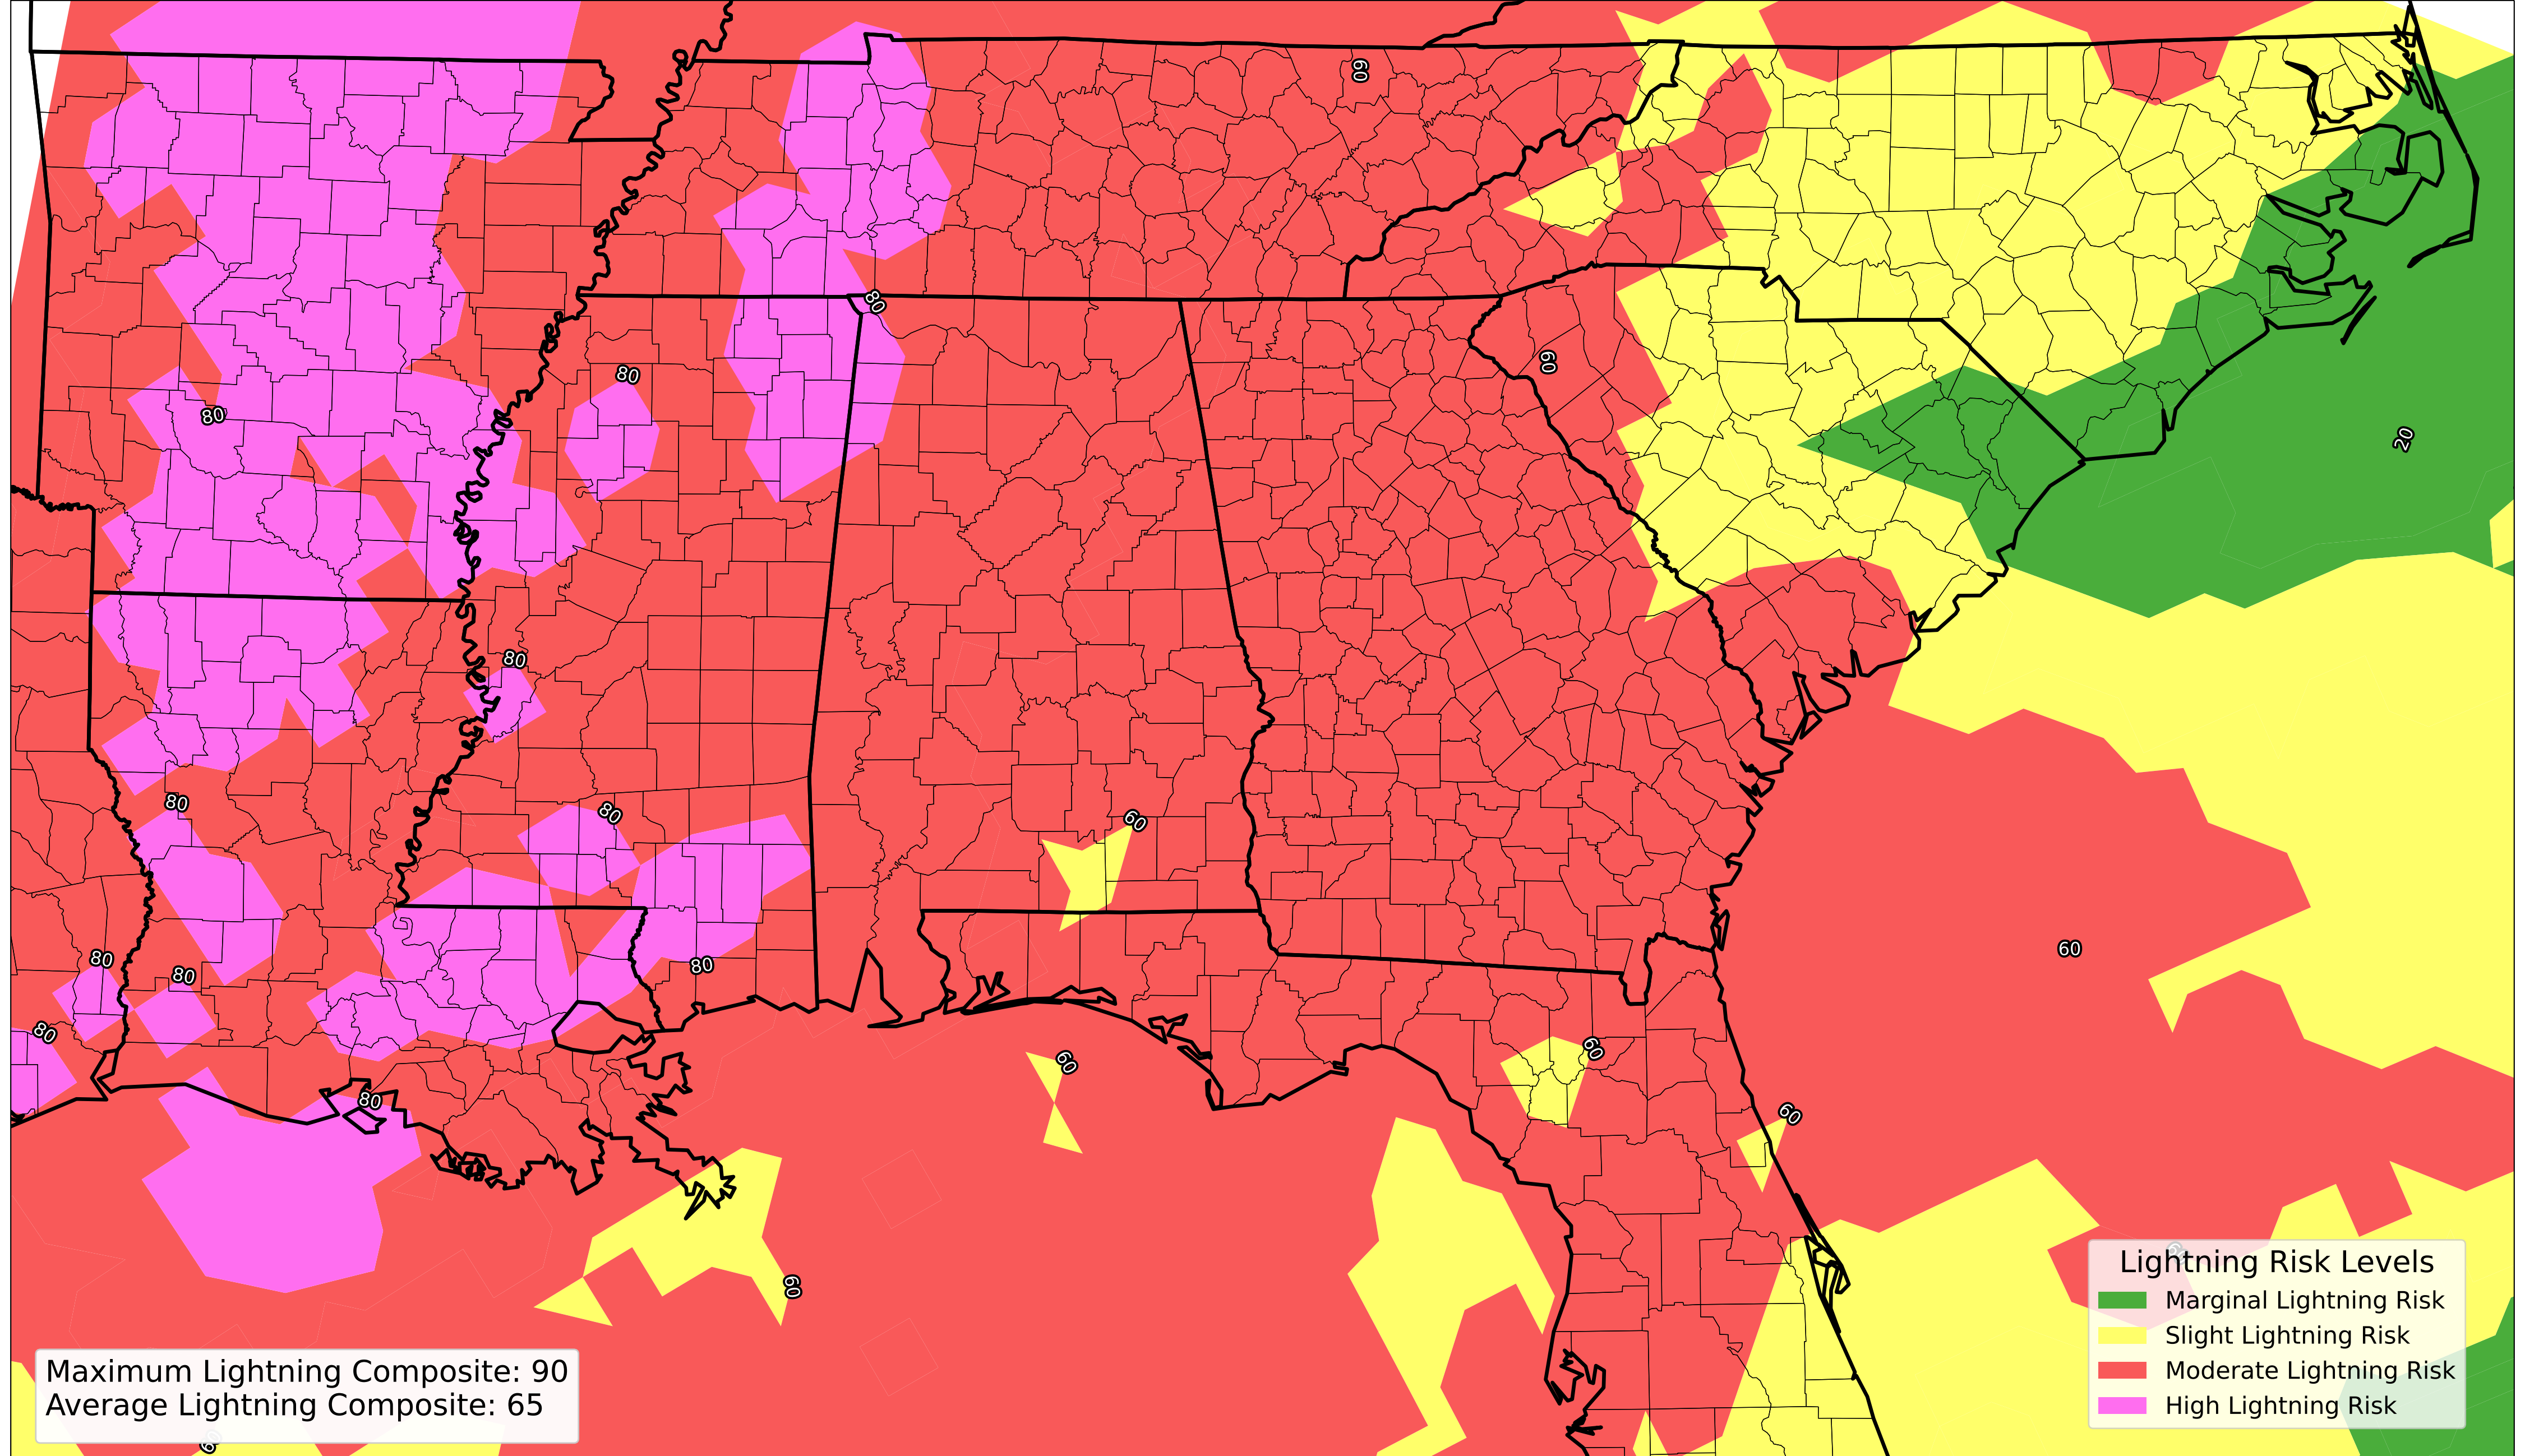 60
80
80
60
80
20
80
80
80
60
60
80
80
80
80
60
60
80
60
60
Lightning Risk Levels
Marginal Lightning Risk
Slight Lightning Risk
Moderate Lightning Risk
High Lightning Risk
Maximum Lightning Composite: 90
Average Lightning Composite: 65